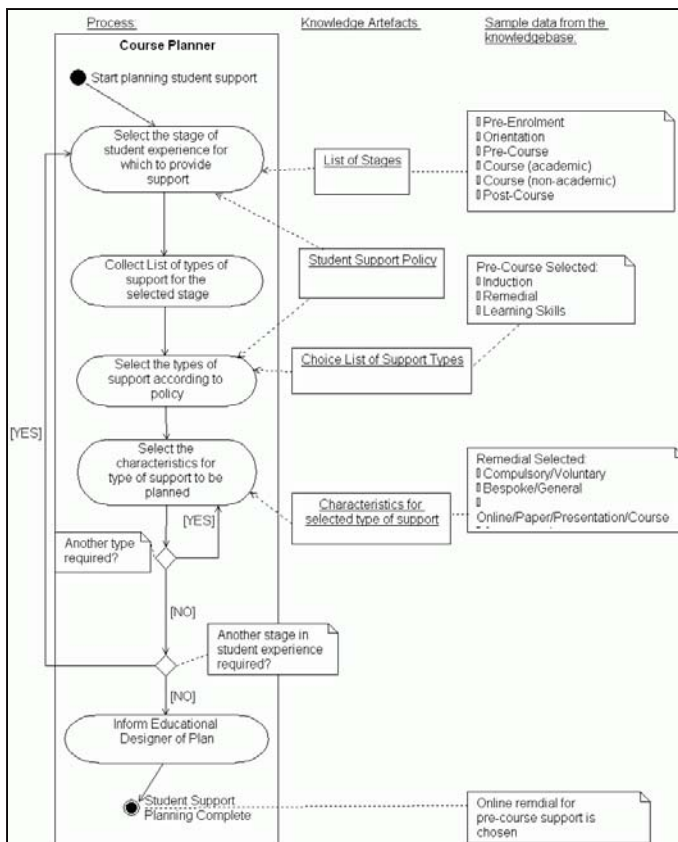 Process:
Knowledge Artefacts
Sample data from the
knowledgebase:
Course Planner
Start planning student support
Select the stage of
student experience for
which to provide
support
List of Stages
Pre-Enrolment
Orientation
Pre-Course
Course (academic)
Course (non-academic)
Post-Course
Collect List of types of
support for the
selected stage
Student Support Policy
Pre-Course Selected:
Induction
Remedial
Learning Skills
Select the types of
support according to
policy
Choice List of Support Types
[YES]
Select the
characteristics for
type of support to be
planned
Characteristics for
selected type of support
Remedial Selected:
Compulsory/Voluntary
Bespoke/General
Online/Paper/Presentation/Course
[YES]
Another type
required?
[NO]
Another stage in
student experience
required?
[NO]
Inform Educational
Designer of Plan
Student Support
Planning Complete
Online remdial for
pre-course support is
chosen